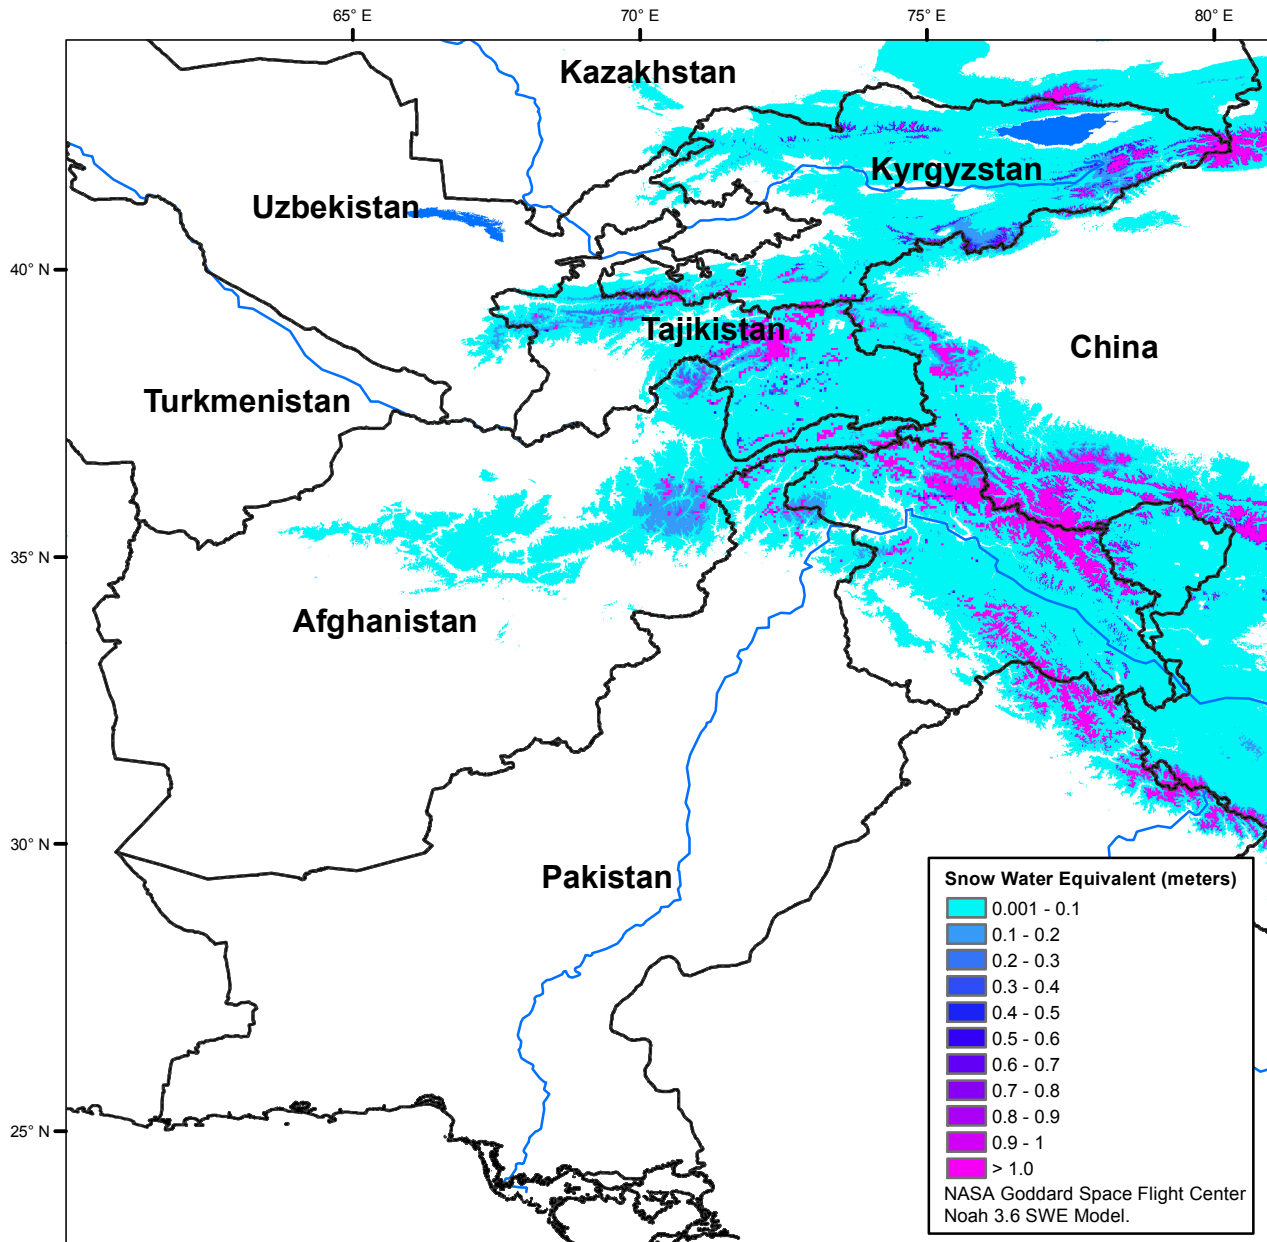 65° E
70° E
75° E
80° E
Kazakhstan
Kyrgyzstan
Uzbekistan
40° N
Tajikistan
China
Turkmenistan
35° N
Afghanistan
30° N
Pakistan
25° N
Snow Water Equivalent (meters)
0.001 - 0.1
0.1 - 0.2
0.2 - 0.3
0.3 - 0.4
0.4 - 0.5
0.5 - 0.6
0.6 - 0.7
0.7 - 0.8
0.8 - 0.9
0.9 - 1
> 1.0
NASA Goddard Space Flight Center
Noah 3.6 SWE Model.